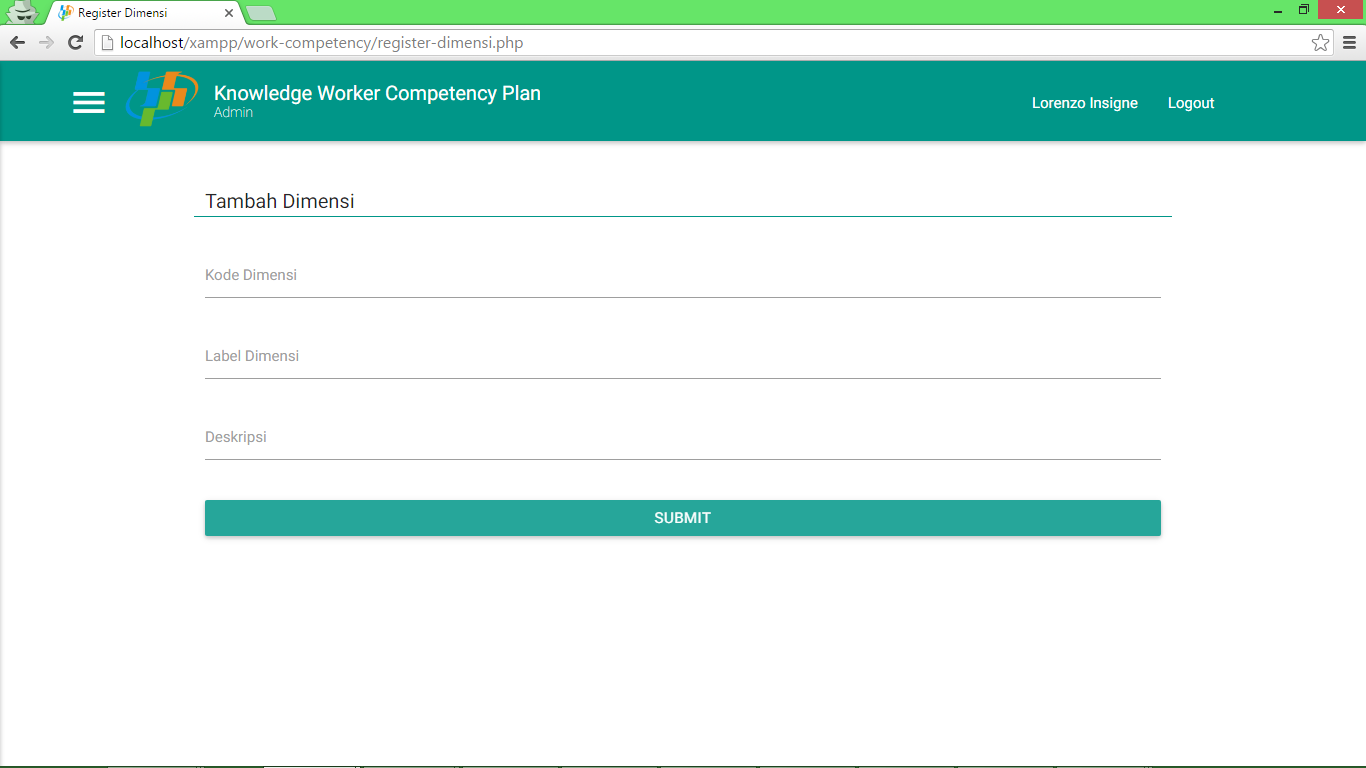 Register Dimensi
localhost/xampp/work-competency/register-dimensi.php
Knowledge Worker Competency Plan
Admin
Lorenzo Insigne
Logout
Tambah Dimensi
Kode Dimensi
Label Dimensi
Deskripsi
SUBMIT